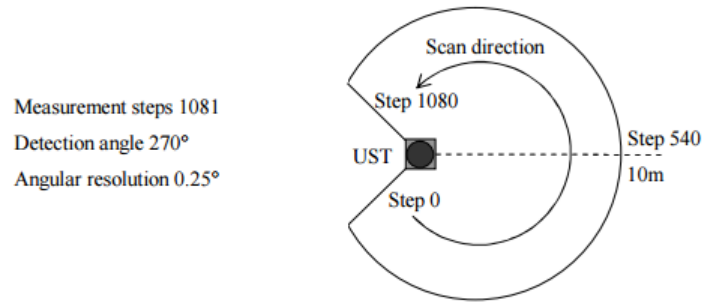 Measurement steps 1081
Detection angle 270°
Angular resolution 0.25°
Scan direction
Step 1080
UST
Step 540
10m
Step 0